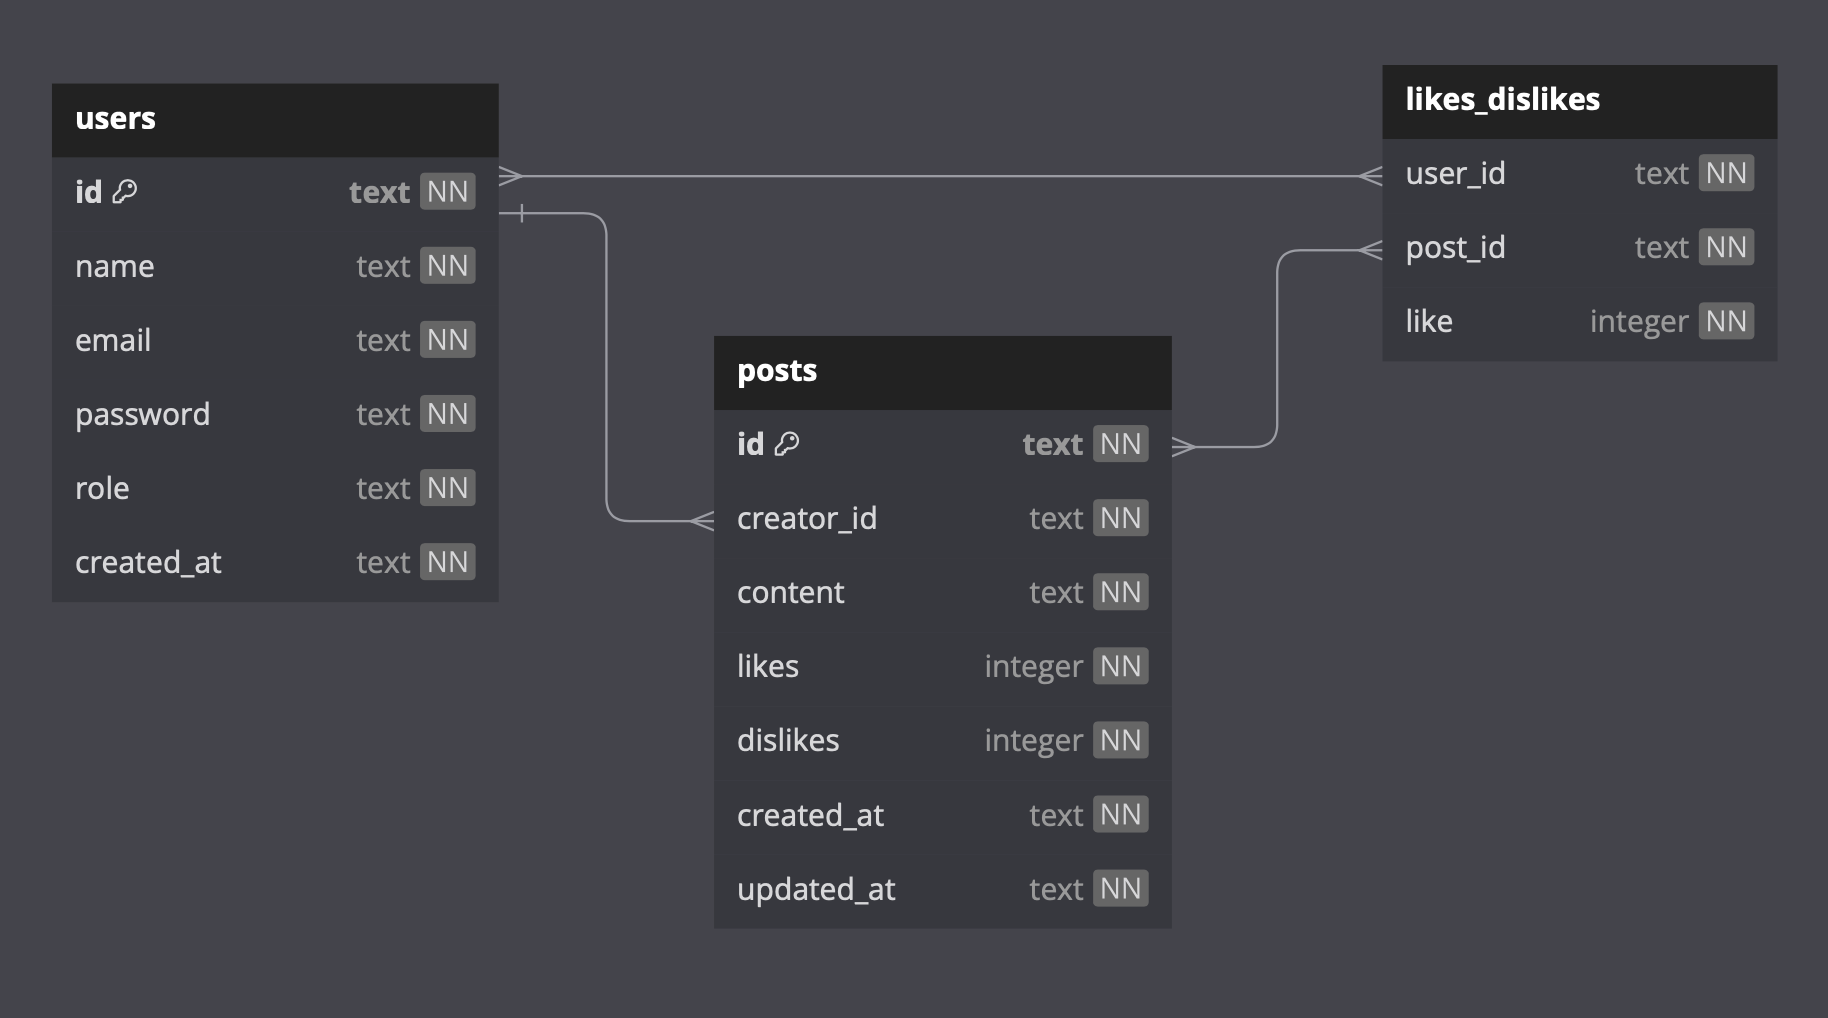 users
id text NN
name text NN
email text NN
password text NN
role text NN
created_at text NN
posts
id text NN
creator_id text NN
content text NN
likes integer NN
dislikes integer NN
created_at text NN
updated_at text NN
likes_dislikes
user_id text NN
post_id text NN
like integer NN